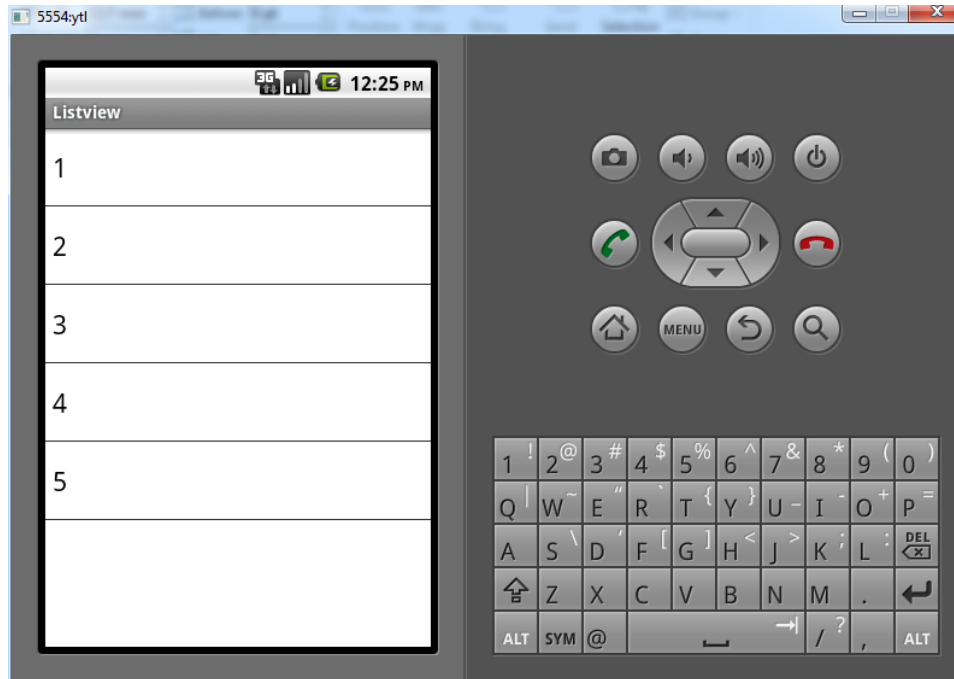 5554:ytl
3G 12:25 PM
Listview
1
2
3
4
5
MENU
1 ! 2 @ 3 # 4 $ 5 % 6 ^ 7 & 8 * 9 ( 0 )
Q | W ~ E " R ` T { Y } U _ I - O + P =
A S \ D ' F [ G ] H < J > K ; L : DEL
Z X C V B N M .
ALT SYM @ / ? , ALT